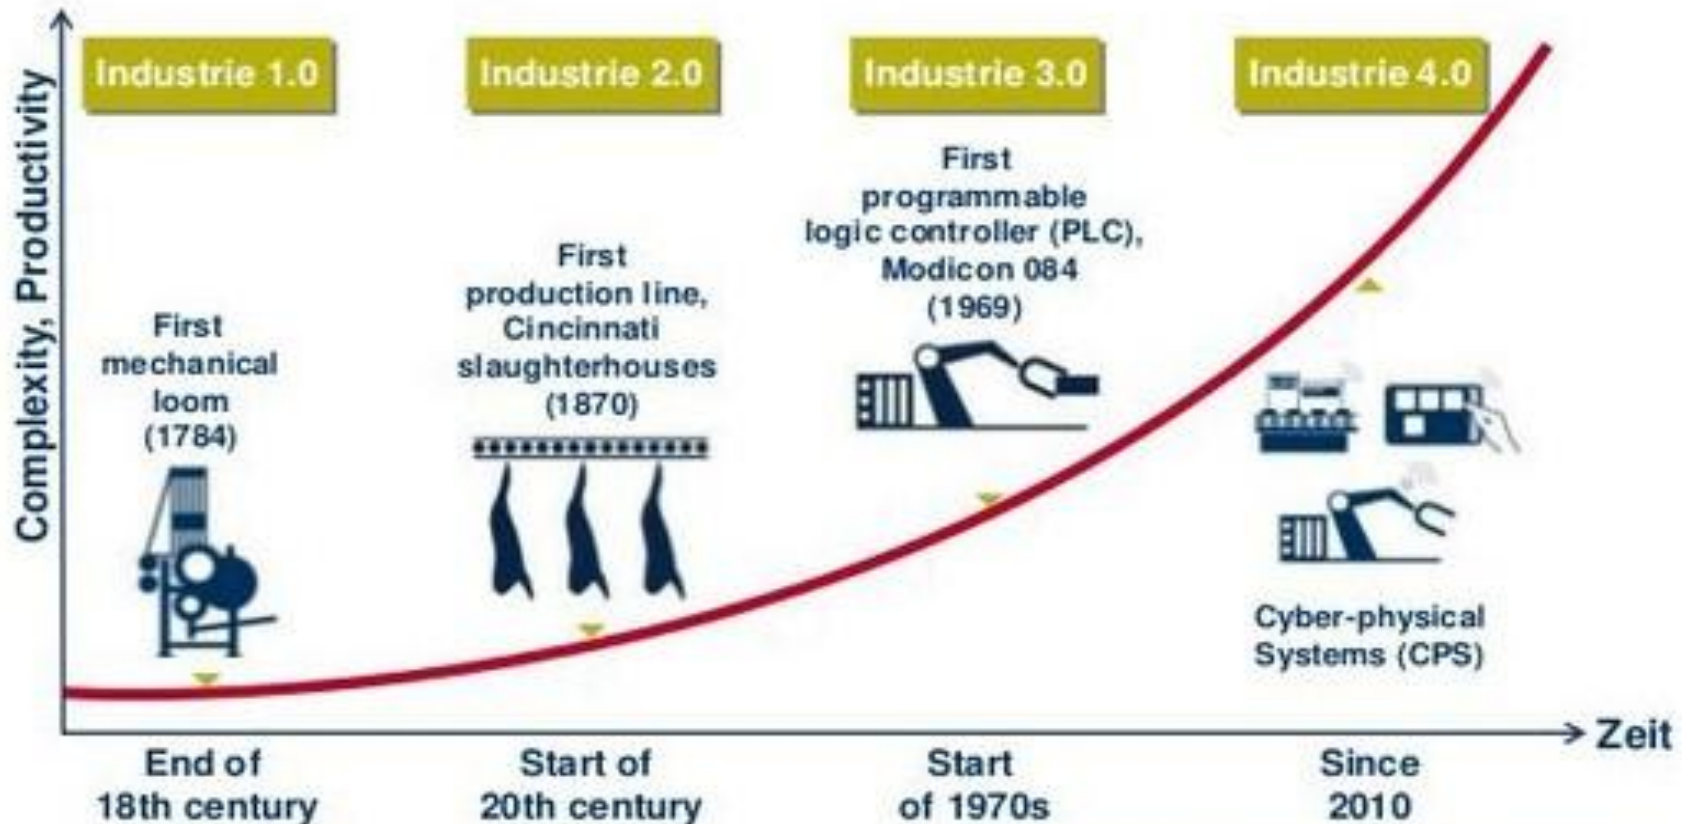 Complexity, Productivity
Industrie 1.0
First
mechanical
loom
(1784)
End of
18th century
Industrie 2.0
First
production line,
Cincinnati
slaughterhouses
(1870)
Start of
20th century
Industrie 3.0
First
programmable
logic controller (PLC),
Modicon 084
(1969)
Start
of 1970s
Industrie 4.0
Cyber-physical
Systems (CPS)
Since
2010
Zeit